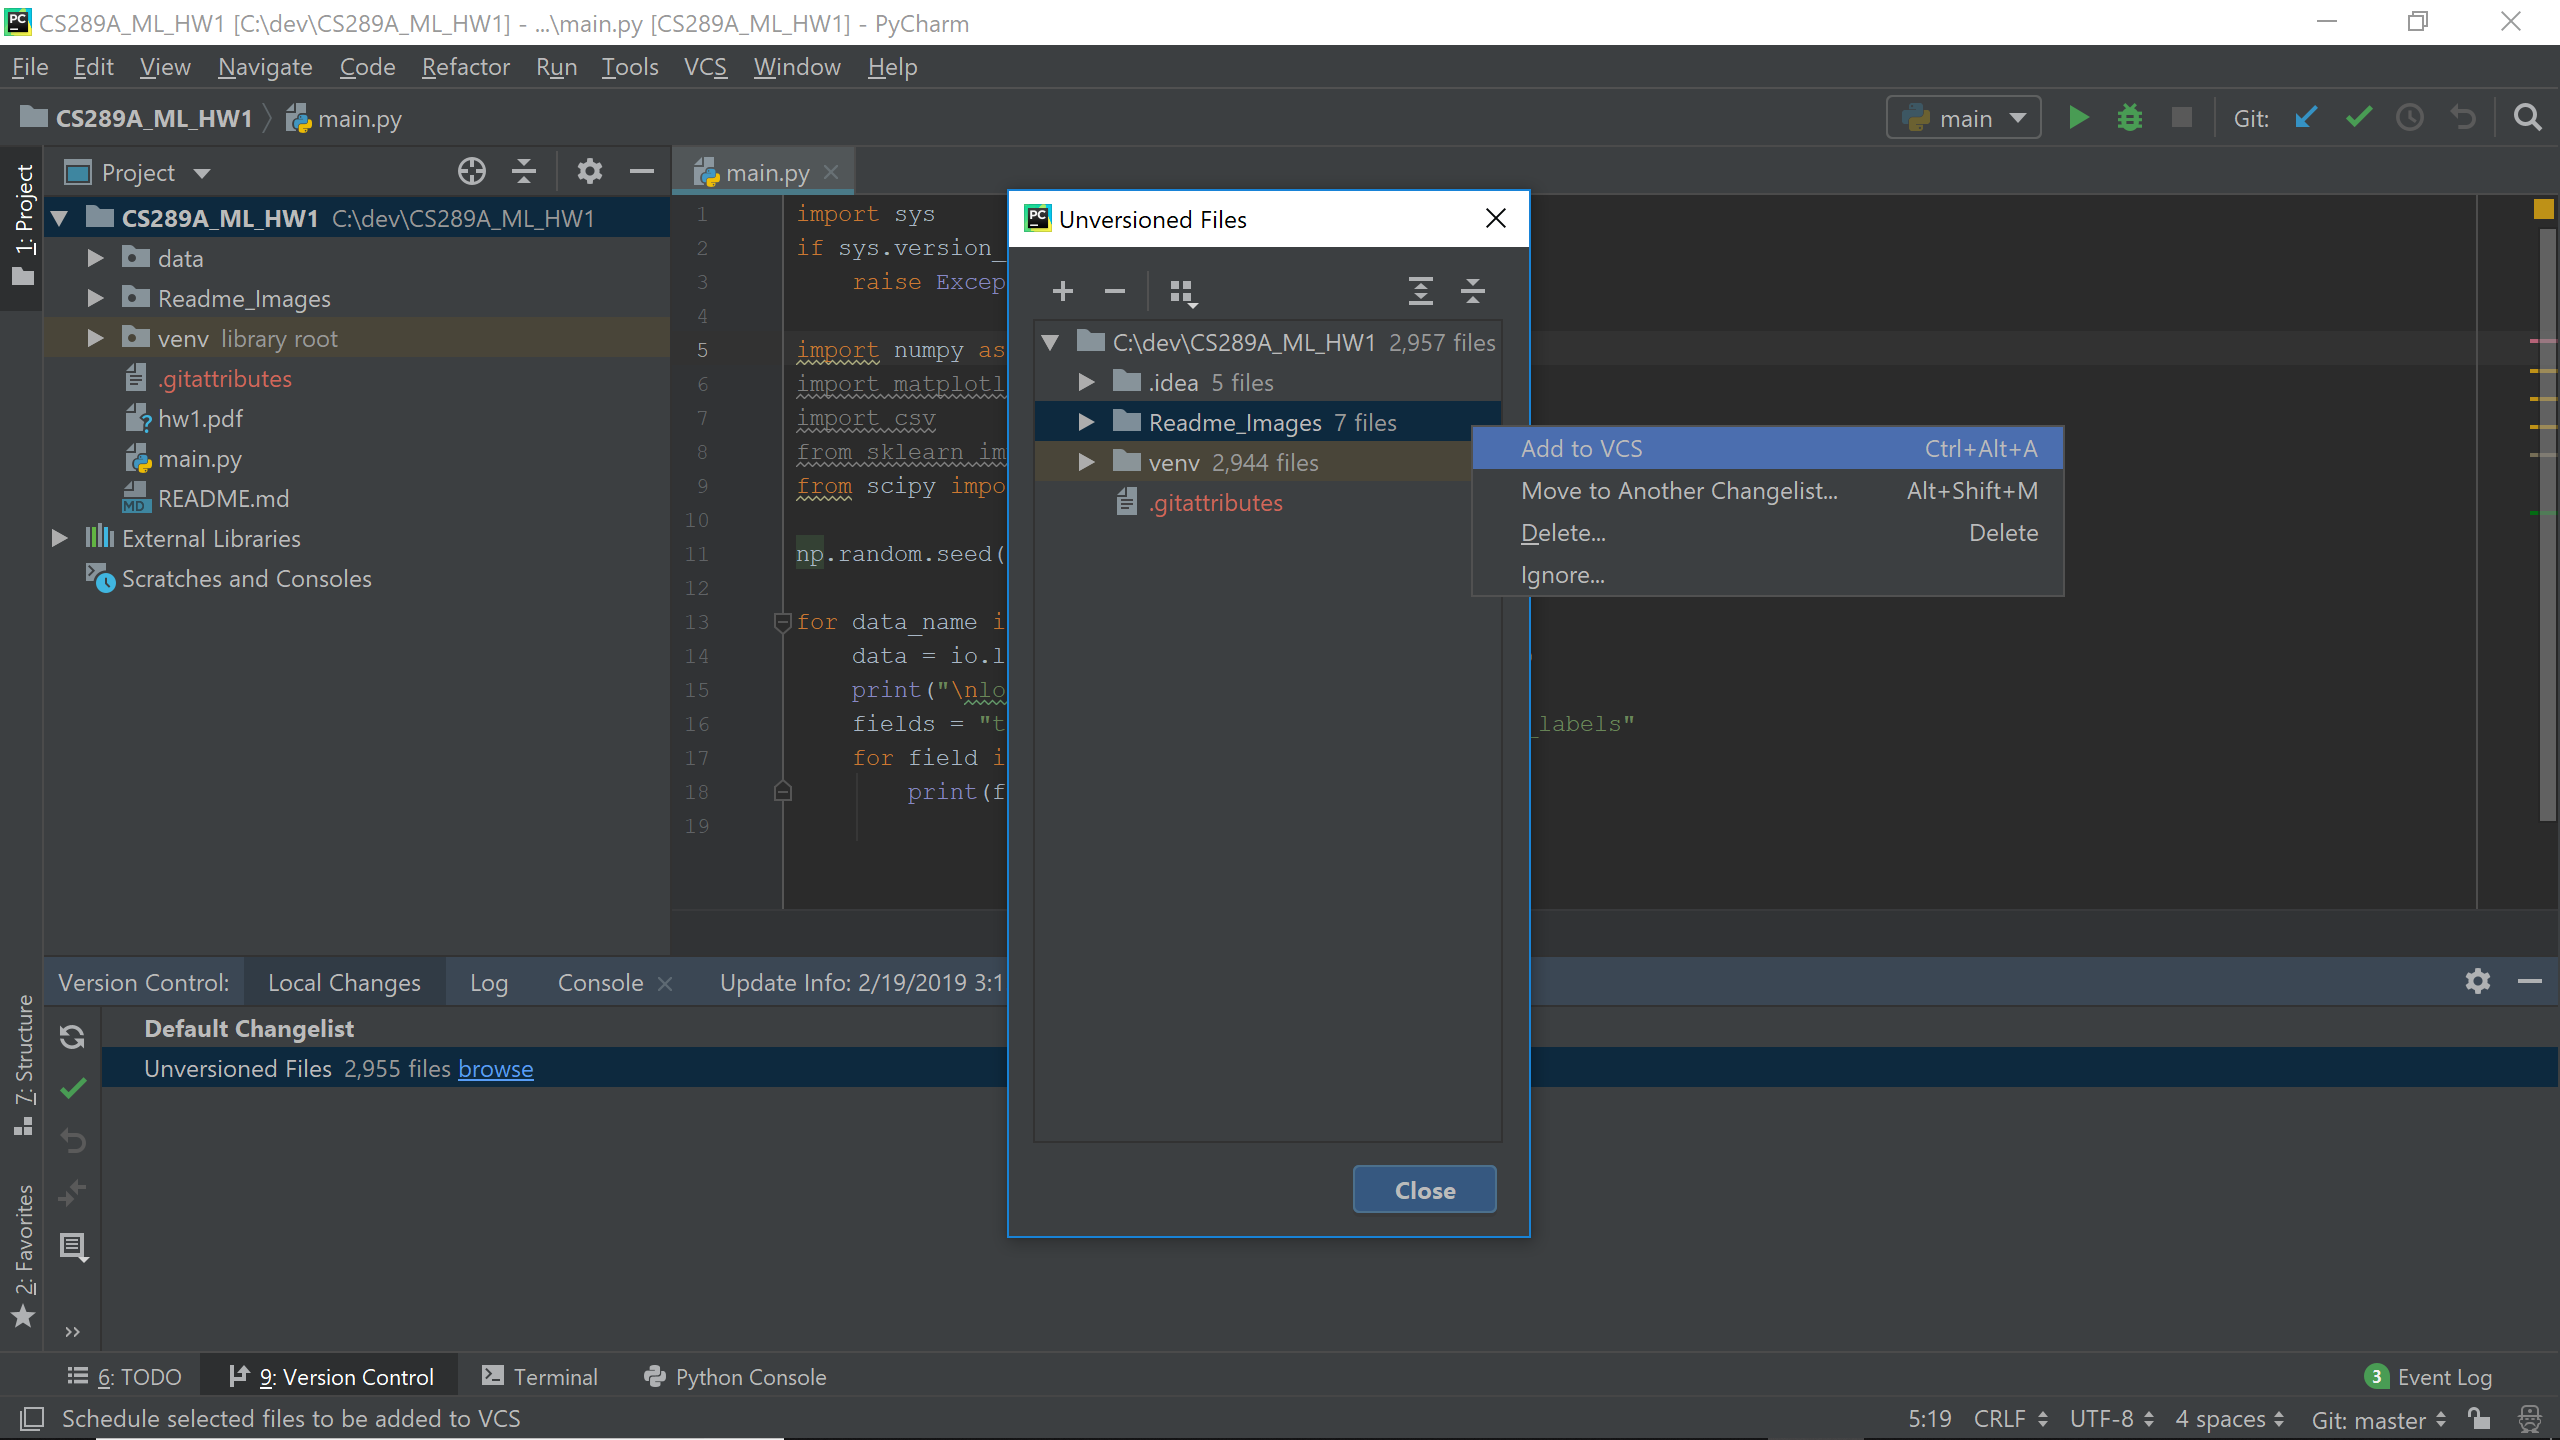 CS289A_ML_HW1 [C:\dev\CS289A_ML_HW1] - ...\main.py [CS289A_ML_HW1] - PyCharm
File Edit View Navigate Code Refactor Run Tools VCS Window Help
CS289A_ML_HW1 main.py main Git:
1: Project
Project
main.py
CS289A_ML_HW1 C:\dev\CS289A_ML_HW1
data
Readme_Images
venv library root
.gitattributes
hw1.pdf
main.py
README.md
External Libraries
Scratches and Consoles
1 import sys
2 if sys.version_
3 raise Excep
4
5 import numpy as
6 import matplotl
7 import csv
8 from sklearn im
9 from scipy impo
10
11 np.random.seed(
12
13 for data_name i
14 data = io.l
15 print("\nlo
16 fields = "t _labels"
17 for field i
18 print(f
19
Unversioned Files
C:\dev\CS289A_ML_HW1 2,957 files
.idea 5 files
Readme_Images 7 files
venv 2,944 files
.gitattributes
Close
Add to VCS Ctrl+Alt+A
Move to Another Changelist... Alt+Shift+M
Delete... Delete
Ignore...
Version Control: Local Changes Log Console Update Info: 2/19/2019 3:1
Default Changelist
Unversioned Files 2,955 files browse
7: Structure
2: Favorites
6: TODO 9: Version Control Terminal Python Console 3 Event Log
Schedule selected files to be added to VCS 5:19 CRLF UTF-8 4 spaces Git: master